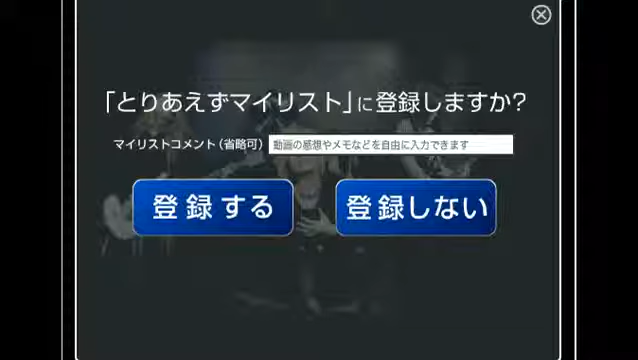 「とりあえずマイリスト」に登録しますか?
マイリストコメント(省略可) 動画の感想やメモなどを自由に入力できます
登録する 登録しない